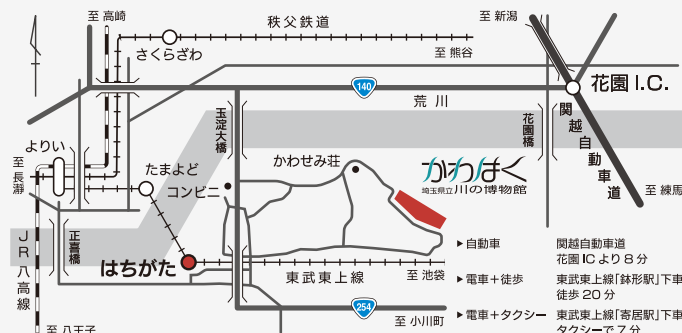 至高崎
秩父鉄道
さくらざわ
至熊谷
至新潟
花園I.C.
140
荒川
玉淀大橋
花園橋
関越自動車道
至練馬
よりい
至長瀞
たまよど
コンビニ
かわせみ荘
かわはく
埼玉県立川の博物館
正喜橋
JR八高線
はちがた
東武東上線
至池袋
254
至小川町
至八王子
▶自動車 関越自動車道
花園ICより8分
▶電車+徒歩 東武東上線「鉢形駅」下車
徒歩20分
▶電車+タクシー 東武東上線「寄居駅」下車
タクシーで7分